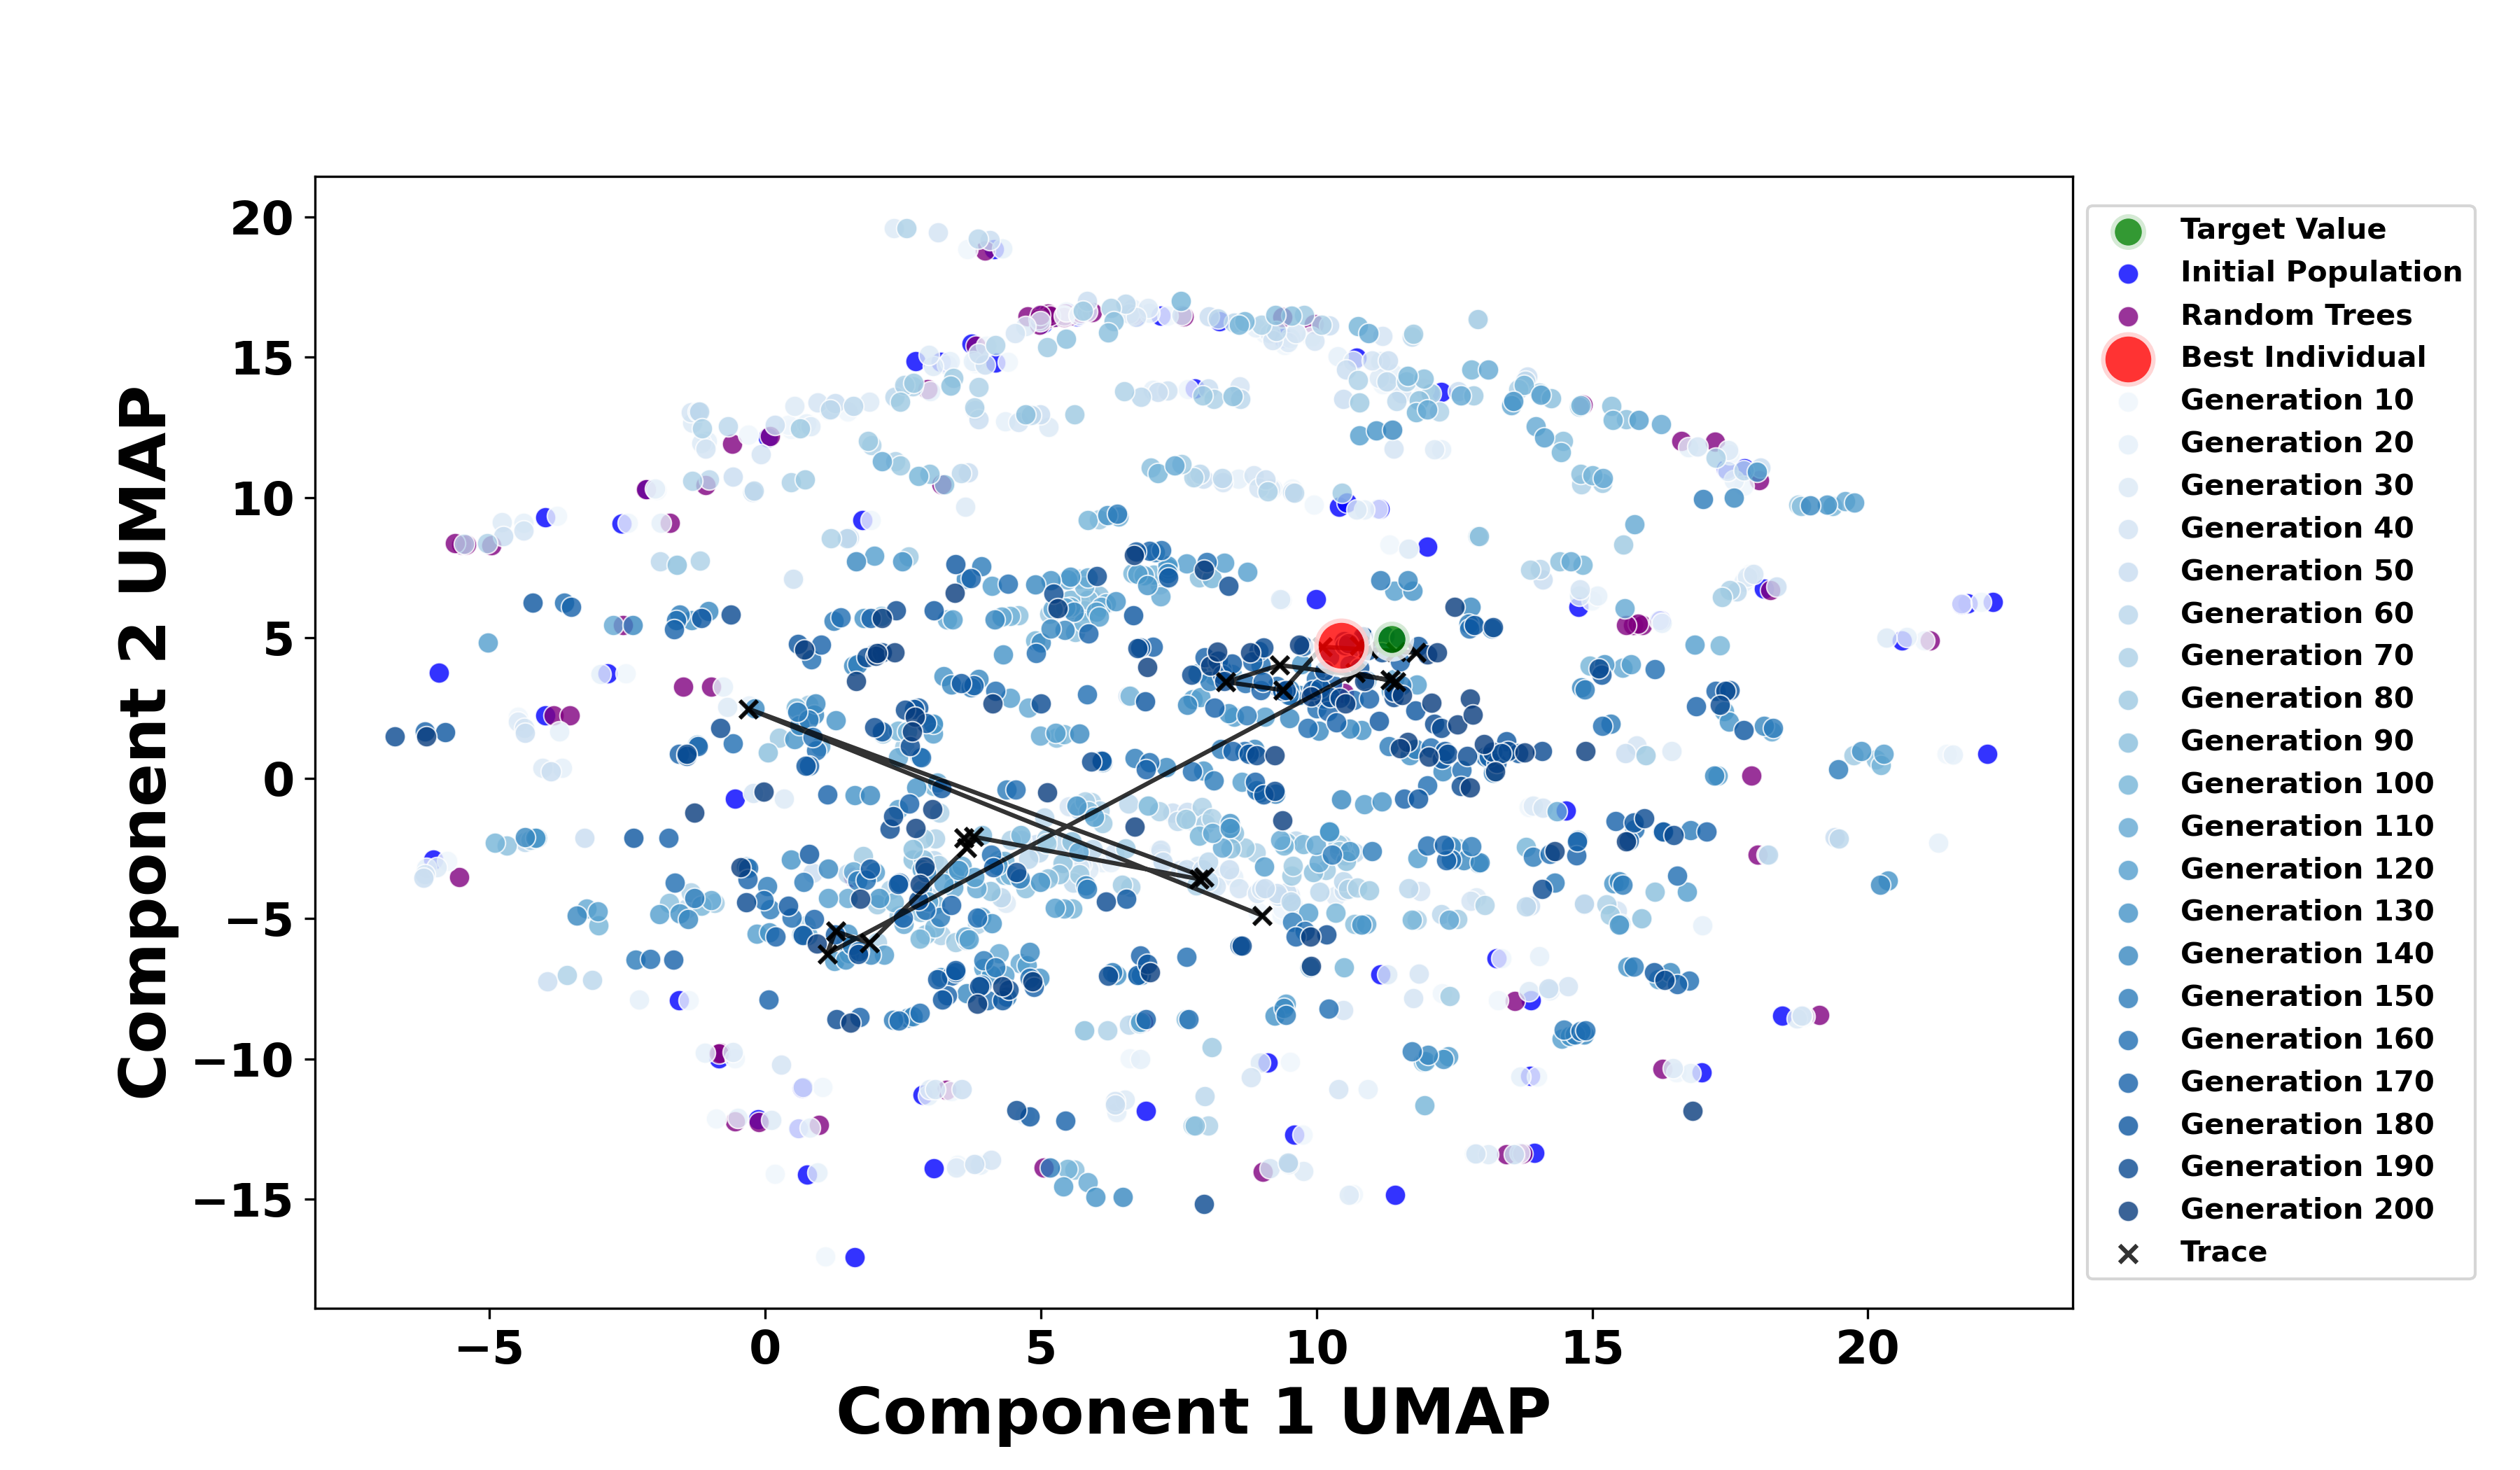 20
15
10
5
0
−5
−10
−15
Component 2 UMAP
−5
0
5
10
15
20
Component 1 UMAP
Target Value
Initial Population
Random Trees
Best Individual
Generation 10
Generation 20
Generation 30
Generation 40
Generation 50
Generation 60
Generation 70
Generation 80
Generation 90
Generation 100
Generation 110
Generation 120
Generation 130
Generation 140
Generation 150
Generation 160
Generation 170
Generation 180
Generation 190
Generation 200
Trace